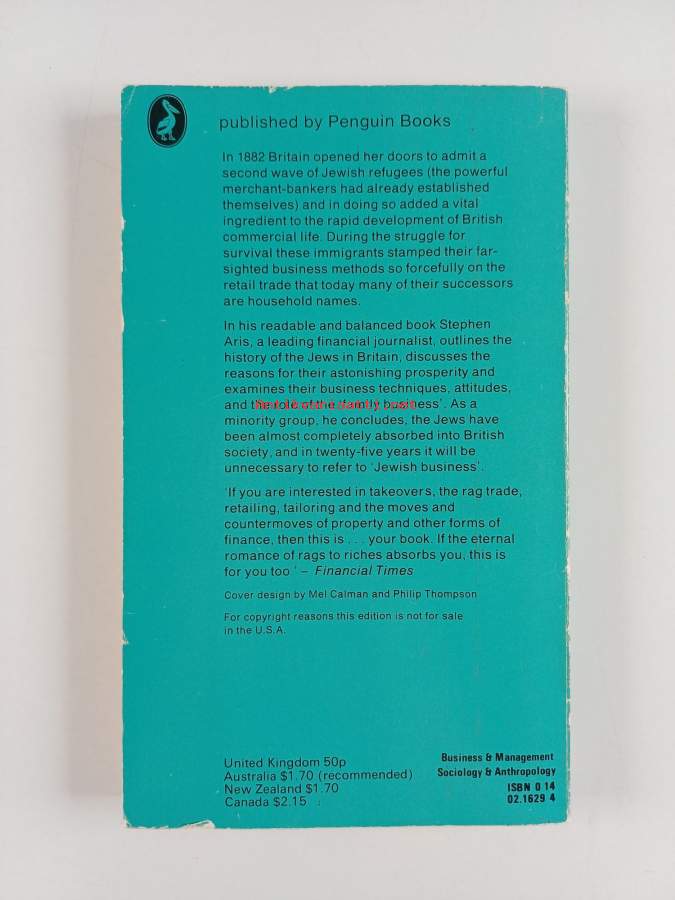 published by Penguin Books
In 1882 Britain opened her doors to admit a
second wave of Jewish refugees (the powerful
merchant-bankers had already established
themselves) and in doing so added a vital
ingredient to the rapid development of British
commercial life. During the struggle for
survival these immigrants stamped their far-
sighted business methods so forcefully on the
retail trade that today many of their successors
are household names.
In his readable and balanced book Stephen
Aris, a leading financial journalist, outlines the
history of the Jews in Britain, discusses the
reasons for their astonishing prosperity and
examines their business techniques, attitudes,
and the role of the 'family business'. As a
minority group, he concludes, the Jews have
been almost completely absorbed into British
society, and in twenty-five years it will be
unnecessary to refer to 'Jewish business'.
'If you are interested in takeovers, the rag trade,
retailing, tailoring and the moves and
countermoves of property and other forms of
finance, then this is . . . your book. If the eternal
romance of rags to riches absorbs you, this is
for you too.' – Financial Times
Cover design by Mel Calman and Philip Thompson
For copyright reasons this edition is not for sale
in the U.S.A.
United Kingdom 50p
Australia $1.70 (recommended)
New Zealand $1.70
Canada $2.15
Business & Management
Sociology & Anthropology
ISBN 0 14
02.1629 4